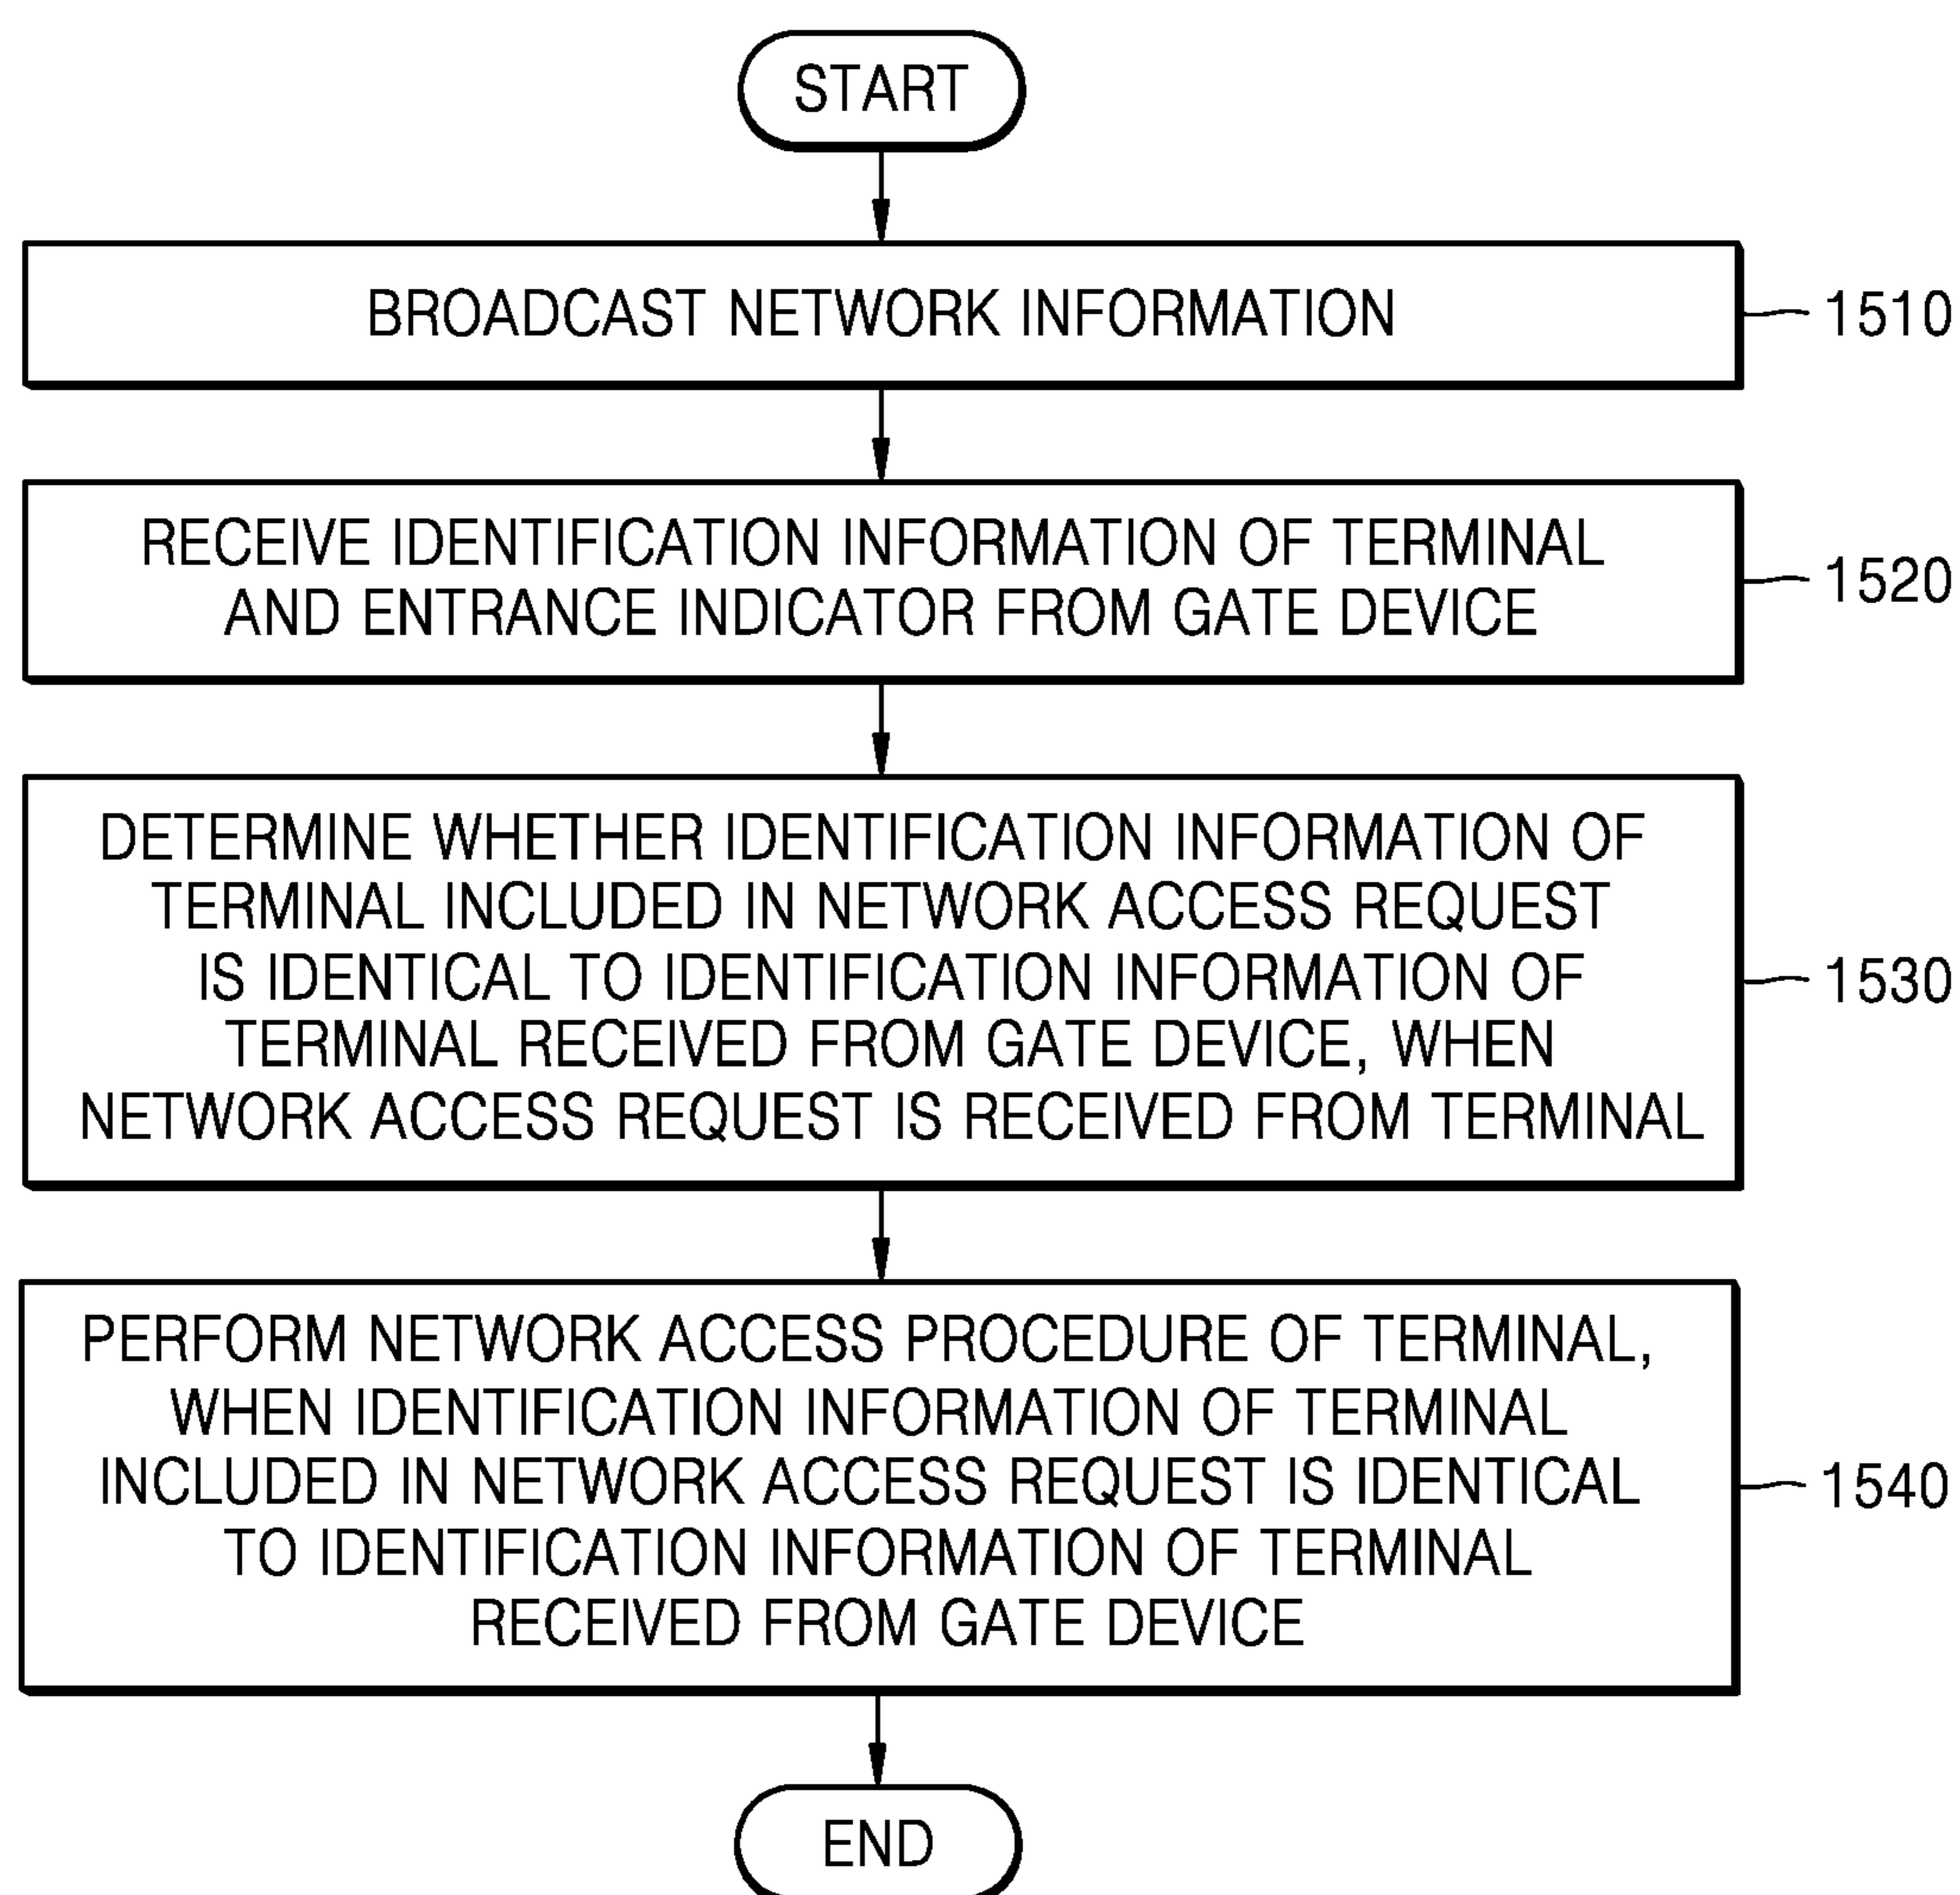 START
BROADCAST NETWORK INFORMATION
1510
RECEIVE IDENTIFICATION INFORMATION OF TERMINAL
AND ENTRANCE INDICATOR FROM GATE DEVICE
1520
DETERMINE WHETHER IDENTIFICATION INFORMATION OF
TERMINAL INCLUDED IN NETWORK ACCESS REQUEST
IS IDENTICAL TO IDENTIFICATION INFORMATION OF
TERMINAL RECEIVED FROM GATE DEVICE, WHEN
NETWORK ACCESS REQUEST IS RECEIVED FROM TERMINAL
1530
PERFORM NETWORK ACCESS PROCEDURE OF TERMINAL,
WHEN IDENTIFICATION INFORMATION OF TERMINAL
INCLUDED IN NETWORK ACCESS REQUEST IS IDENTICAL
TO IDENTIFICATION INFORMATION OF TERMINAL
RECEIVED FROM GATE DEVICE
1540
END